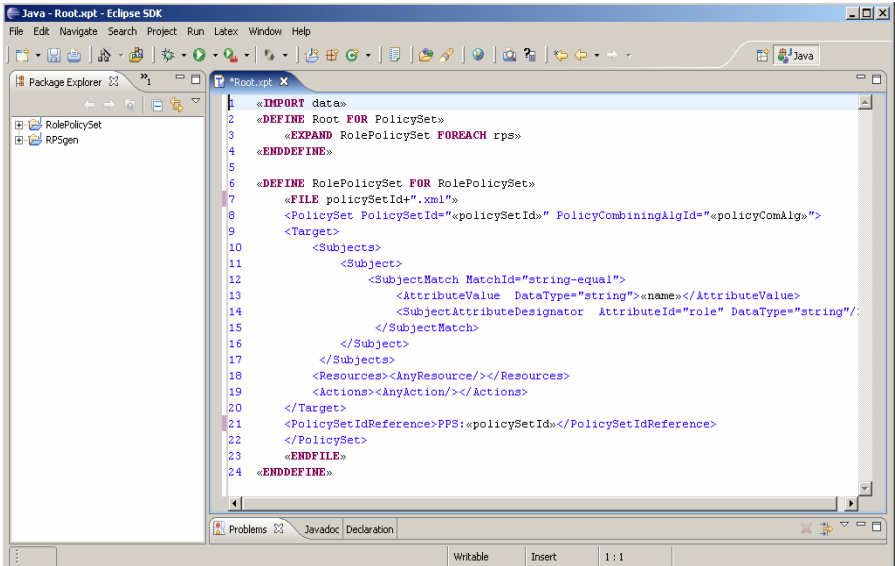 Java - Root.xpt - Eclipse SDK
File Edit Navigate Search Project Run Latex Window Help
Java
Package Explorer
»1
*Root.xpt
RolePolicySet
RPSgen
1 «IMPORT data»
2 «DEFINE Root FOR PolicySet»
3 «EXPAND RolePolicySet FOREACH rps»
4 «ENDDEFINE»
5
6 «DEFINE RolePolicySet FOR RolePolicySet»
7 «FILE policySetId+".xml"»
8 <PolicySet PolicySetId="«policySetId»" PolicyCombiningAlgId="«policyComAlg»">
9 <Target>
10 <Subjects>
11 <Subject>
12 <SubjectMatch MatchId="string-equal">
13 <AttributeValue DataType="string">«name»</AttributeValue>
14 <SubjectAttributeDesignator AttributeId="role" DataType="string"/
15 </SubjectMatch>
16 </Subject>
17 </Subjects>
18 <Resources><AnyResource/></Resources>
19 <Actions><AnyAction/></Actions>
20 </Target>
21 <PolicySetIdReference>PPS:«policySetId»</PolicySetIdReference>
22 </PolicySet>
23 «ENDFILE»
24 «ENDDEFINE»
Problems Javadoc Declaration
Writable Insert 1 : 1